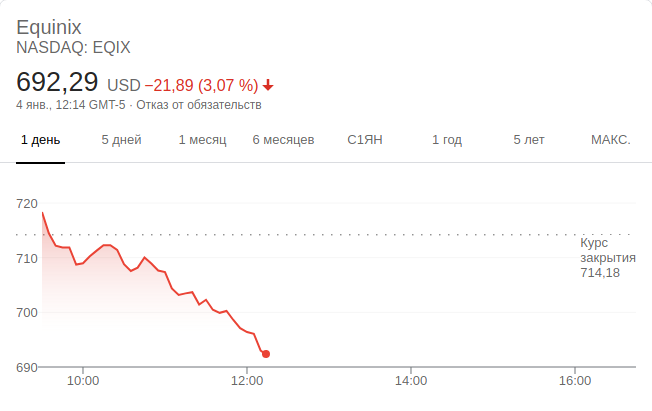 Equinix
NASDAQ: EQIX
692,29 USD −21,89 (3,07 %)
4 янв., 12:14 GMT-5 · Отказ от обязательств
1 день 5 дней 1 месяц 6 месяцев С1ЯН 1 год 5 лет МАКС.
720
Курс
закрытия
714,18
710
700
690
10:00 12:00 14:00 16:00